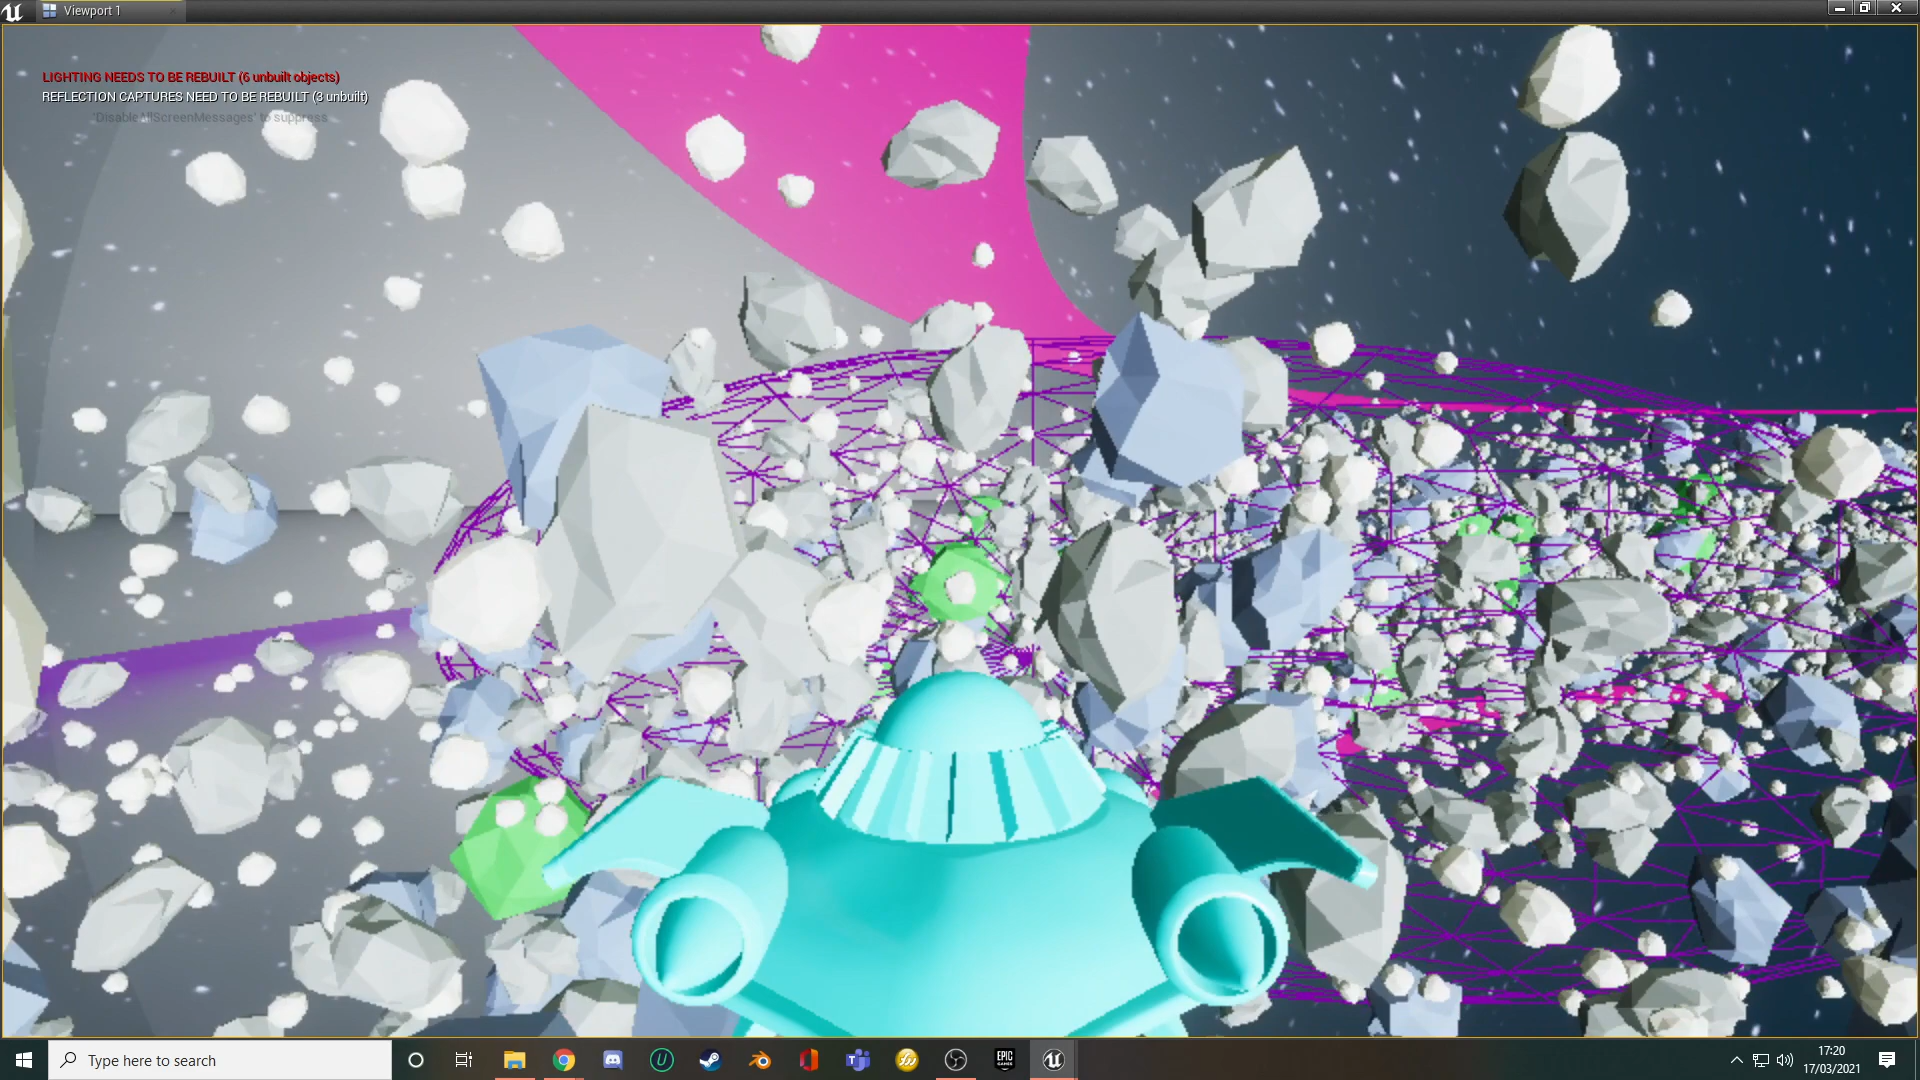 Viewport 1
LIGHTING NEEDS TO BE REBUILT (6 unbuilt objects)
REFLECTION CAPTURES NEED TO BE REBUILT (3 unbuilt)
'DisableAllScreenMessages' to suppress
Type here to search
EPIC
GAMES
17:20
17/03/2021